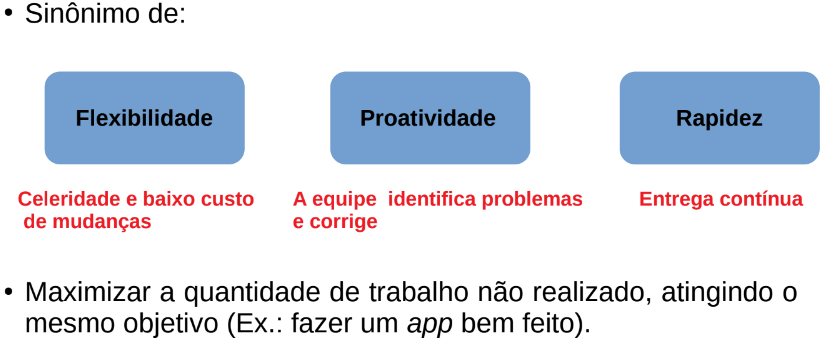 • Sinônimo de:
Flexibilidade
Proatividade
Rapidez
Celeridade e baixo custo
de mudanças
A equipe identifica problemas
e corrige
Entrega contínua
• Maximizar a quantidade de trabalho não realizado, atingindo o
mesmo objetivo (Ex.: fazer um app bem feito).